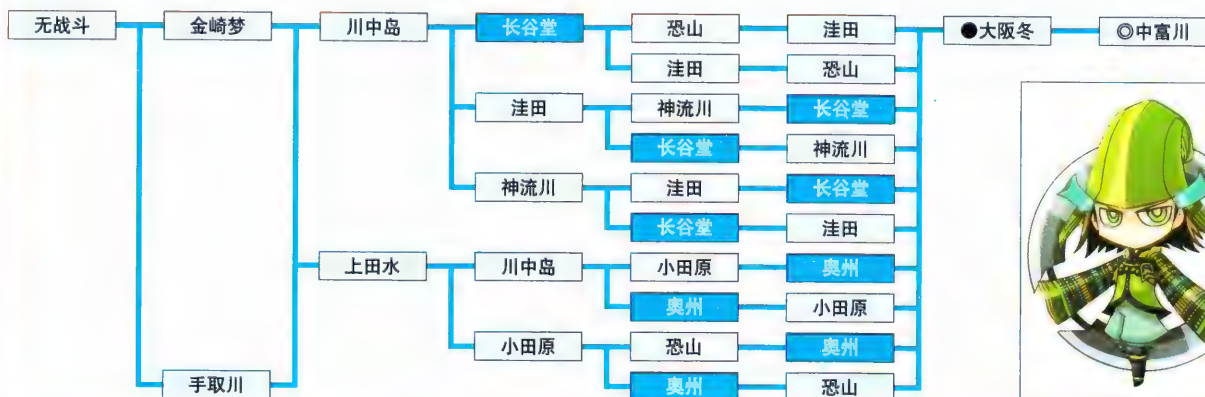 无战斗 金崎梦 川中岛 长谷堂 恐山 洼田 ●大阪冬 ◎中富川
洼田 恐山
洼田 神流川 长谷堂
长谷堂 神流川
神流川 洼田 长谷堂
长谷堂 洼田
上田水 川中岛 小田原 奥州
奥州 小田原
小田原 恐山 奥州
手取川 奥州 恐山